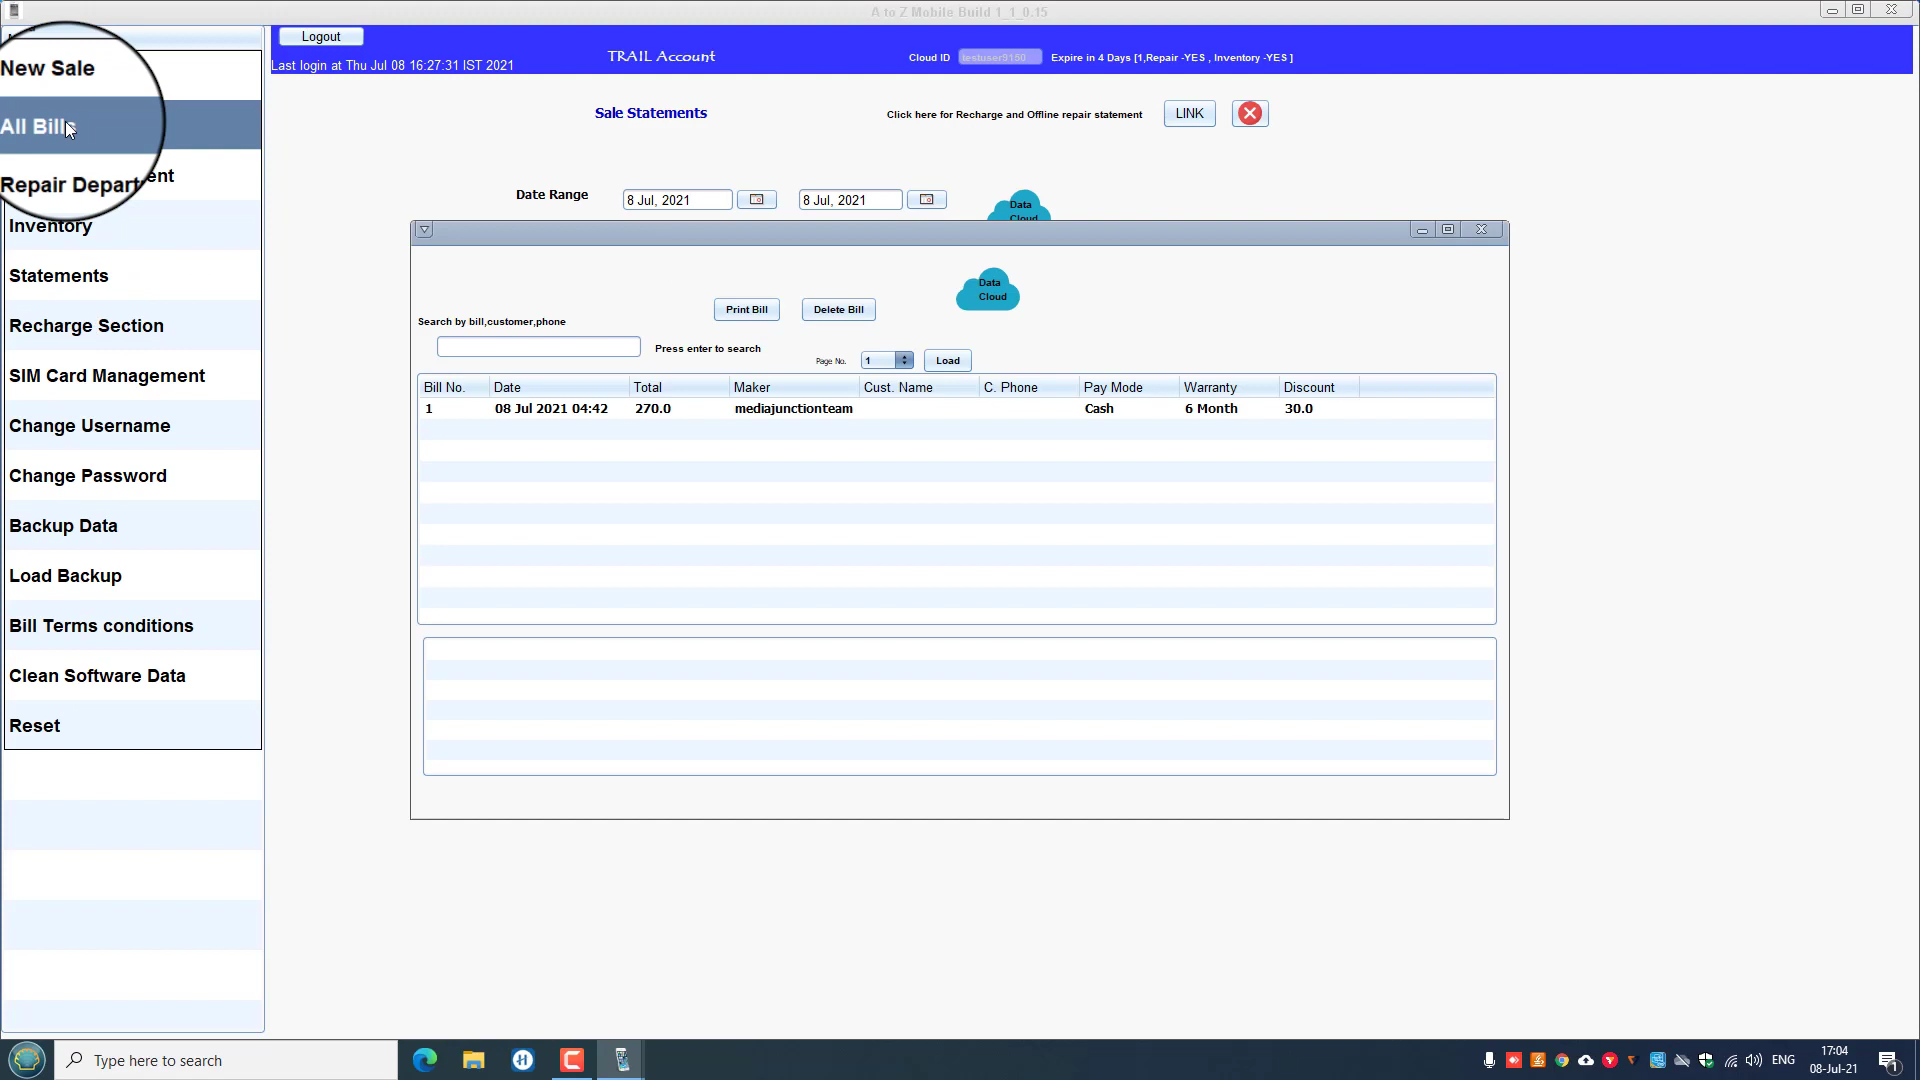 A to Z Mobile Build 1_1_0.15
Logout
Last login at Thu Jul 08 16:27:31 IST 2021
TRAIL Account
Cloud ID testuser9150 Expire in 4 Days [1,Repair -YES , Inventory -YES ]
New Sale
All Bills
Repair Depart ent
Inventory
Statements
Recharge Section
SIM Card Management
Change Username
Change Password
Backup Data
Load Backup
Bill Terms conditions
Clean Software Data
Reset
Sale Statements
Click here for Recharge and Offline repair statement
LINK
Date Range
8 Jul, 2021
8 Jul, 2021
Data
Cloud
Data
Cloud
Print Bill
Delete Bill
Search by bill,customer,phone
Press enter to search
Page No.
1
Load
Bill No. Date Total Maker Cust. Name C. Phone Pay Mode Warranty Discount
1 08 Jul 2021 04:42 270.0 mediajunctionteam Cash 6 Month 30.0
Type here to search
ENG
17:04
08-Jul-21
1